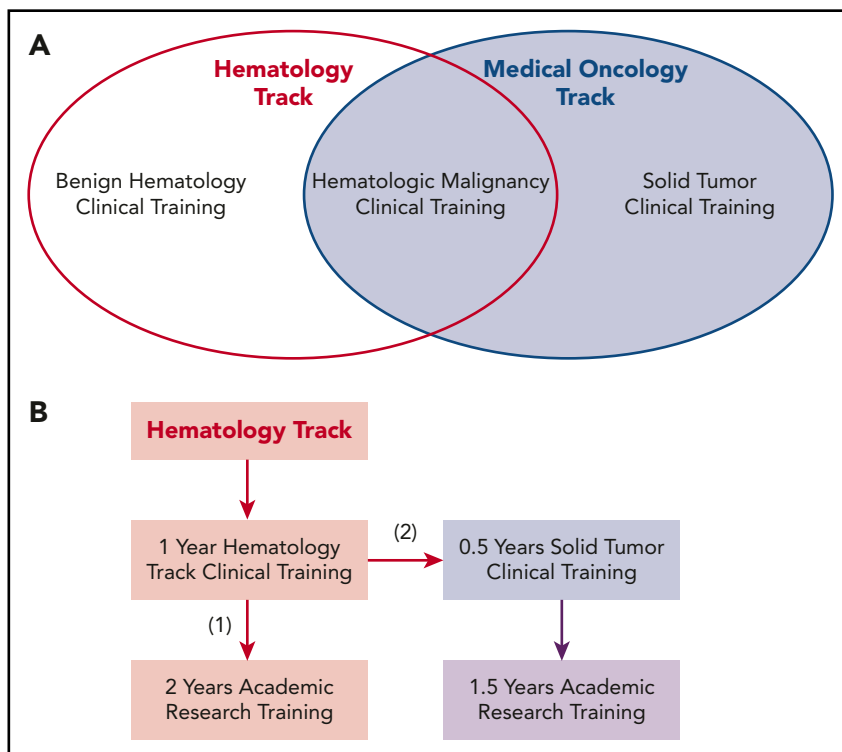 A
Hematology
Track
Medical Oncology
Track
Benign Hematology
Clinical Training
Hematologic Malignancy
Clinical Training
Solid Tumor
Clinical Training
B
Hematology Track
1 Year Hematology
Track Clinical Training
(2)
0.5 Years Solid Tumor
Clinical Training
(1)
2 Years Academic
Research Training
1.5 Years Academic
Research Training